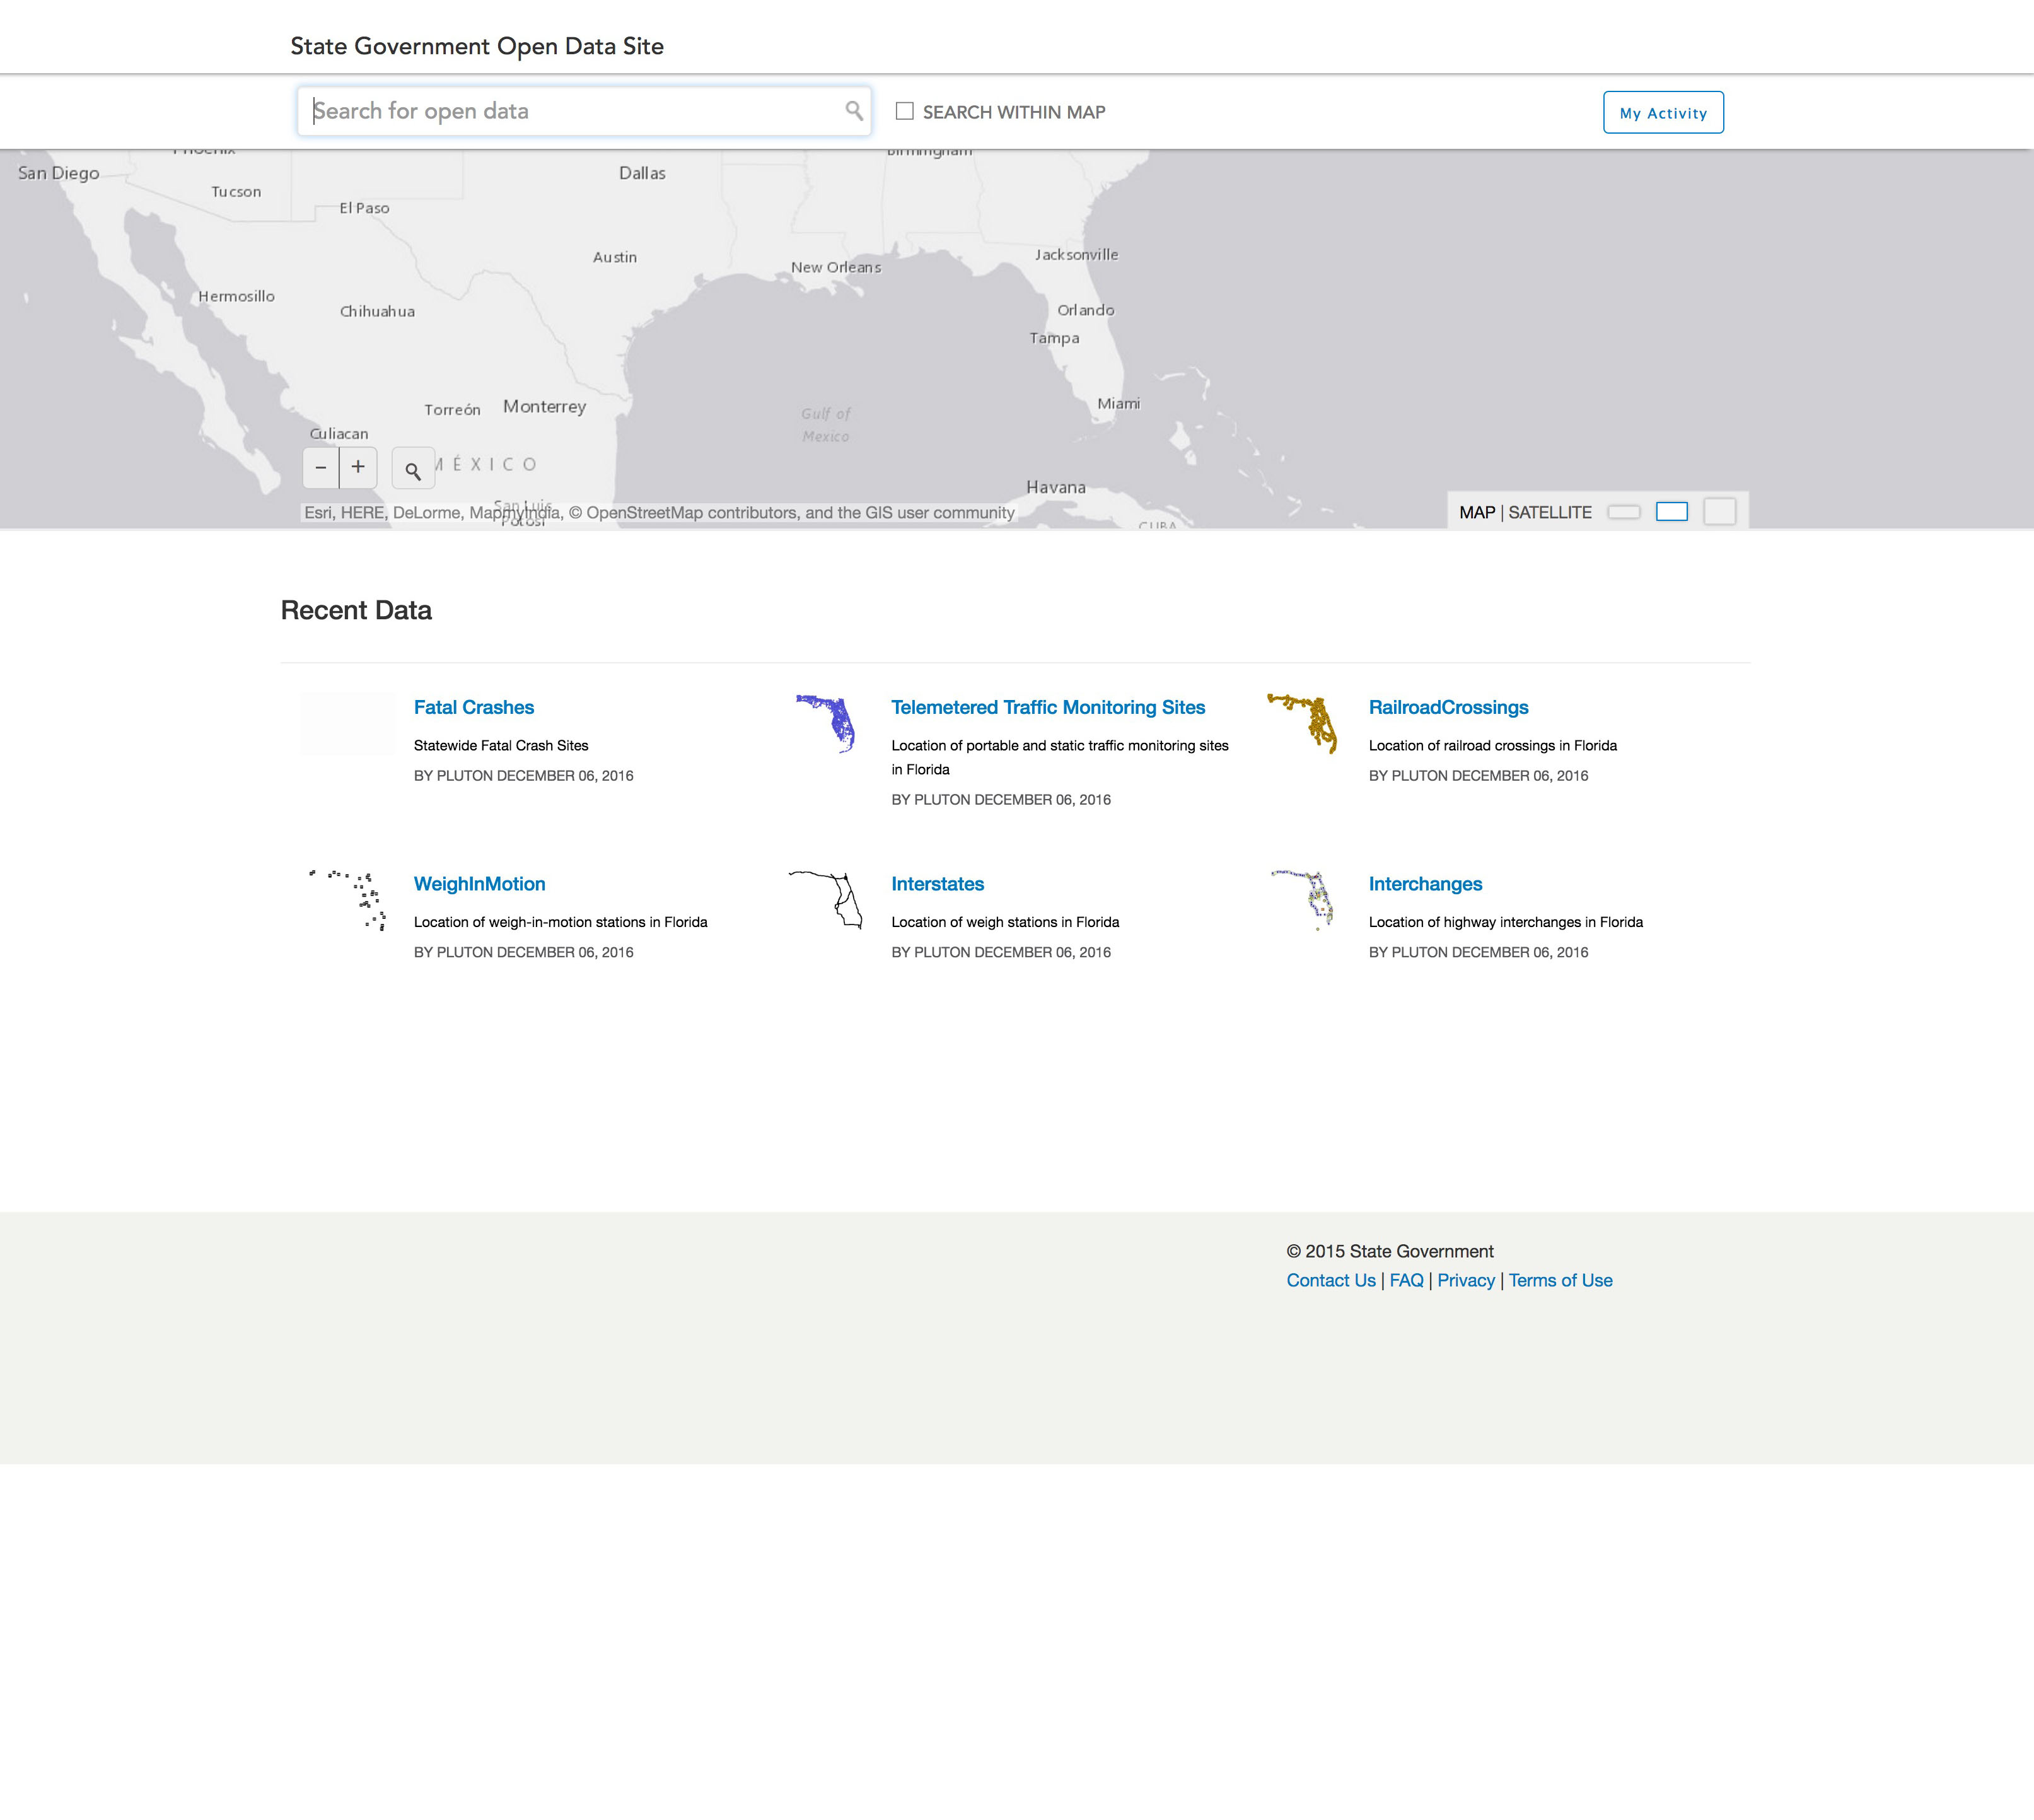 State Government Open Data Site
Search for open data
SEARCH WITHIN MAP
My Activity
Phoenix
Birmingham
San Diego
Dallas
Tucson
El Paso
Jacksonville
Austin
New Orleans
Hermosillo
Chihuahua
Orlando
Tampa
Miami
Torreón
Monterrey
Gulf of
Mexico
Culiacan
− +
MÉXICO
Havana
San Luis
Potosí
Esri, HERE, DeLorme, MapmyIndia, © OpenStreetMap contributors, and the GIS user community
CUBA
MAP | SATELLITE
Recent Data
Fatal Crashes
Statewide Fatal Crash Sites
BY PLUTON DECEMBER 06, 2016
Telemetered Traffic Monitoring Sites
Location of portable and static traffic monitoring sites
in Florida
BY PLUTON DECEMBER 06, 2016
RailroadCrossings
Location of railroad crossings in Florida
BY PLUTON DECEMBER 06, 2016
WeighInMotion
Location of weigh-in-motion stations in Florida
BY PLUTON DECEMBER 06, 2016
Interstates
Location of weigh stations in Florida
BY PLUTON DECEMBER 06, 2016
Interchanges
Location of highway interchanges in Florida
BY PLUTON DECEMBER 06, 2016
© 2015 State Government
Contact Us | FAQ | Privacy | Terms of Use